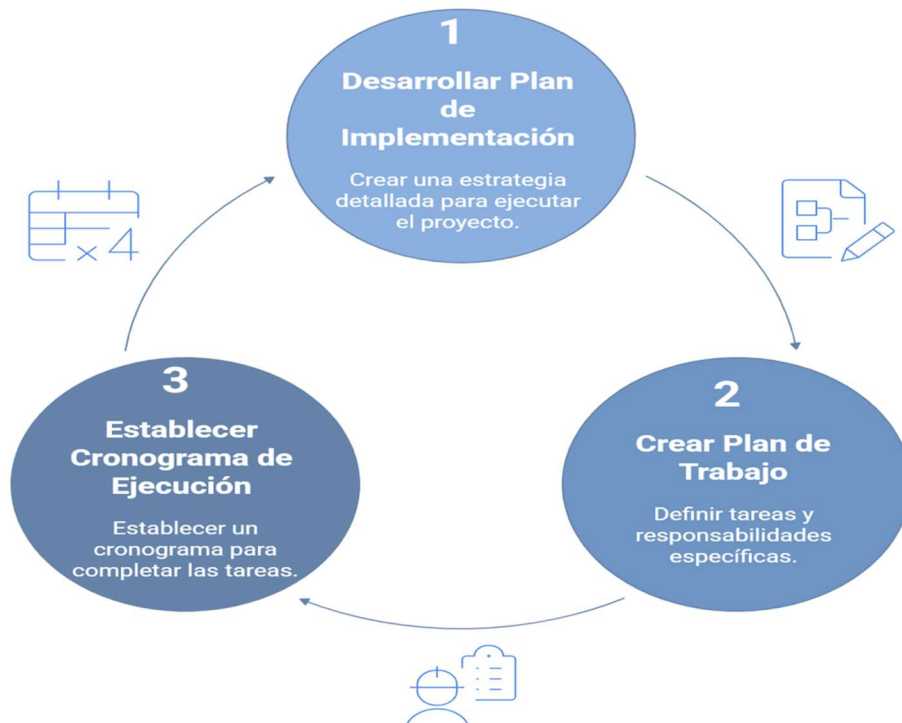 1
Desarrollar Plan
de
Implementación
Crear una estrategia
detallada para ejecutar
el proyecto.
x 4
2
Crear Plan de
Trabajo
Definir tareas y
responsabilidades
específicas.
3
Establecer
Cronograma de
Ejecución
Establecer un
cronograma para
completar las tareas.